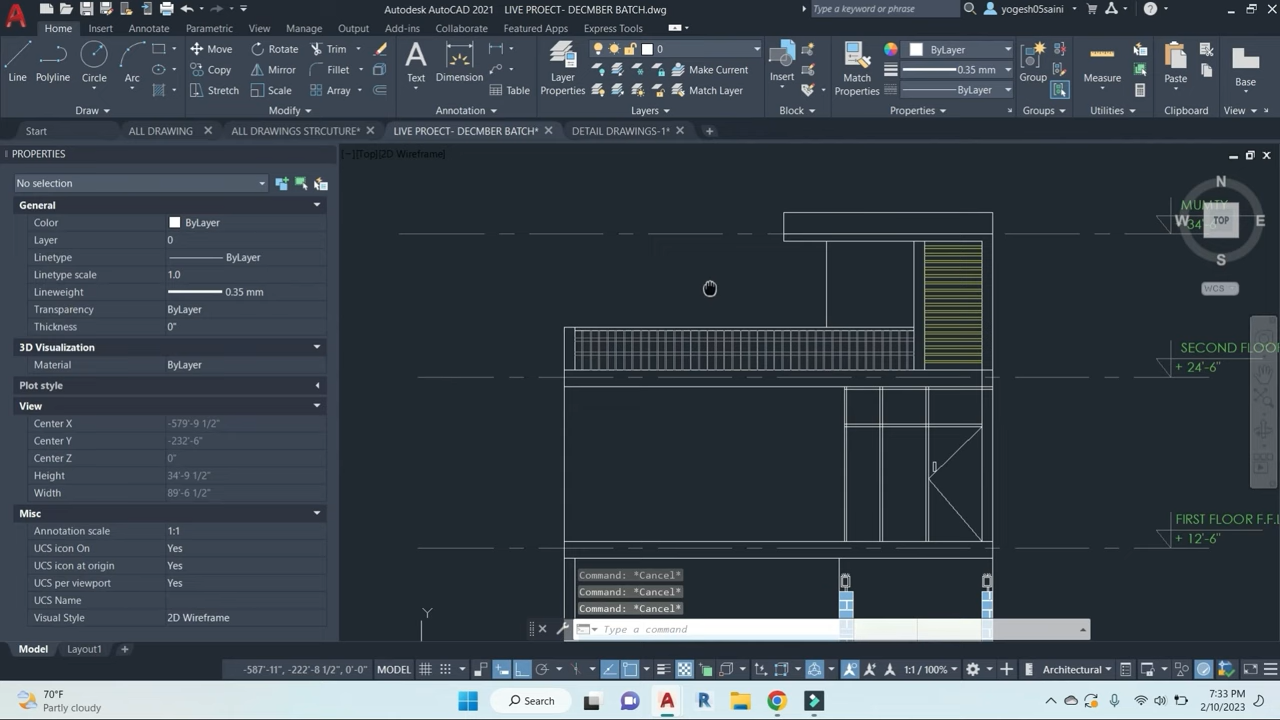 Autodesk AutoCAD 2021 LIVE PROECT- DECMBER BATCH.dwg
Type a keyword or phrase
yogesh05saini
Home Insert Annotate Parametric View Manage Output Add-ins Collaborate Featured Apps Express Tools
Line Polyline Circle Arc
Move Rotate Trim
Copy Mirror Fillet
Stretch Scale Array
Text Dimension
Table
Layer
Properties
0
Make Current
Match Layer
Insert
Match
Properties
ByLayer
0.35 mm
ByLayer
Group
Measure
Paste
Base
Draw Modify Annotation Layers Block Properties Groups Utilities Clipboard View
Start ALL DRAWING ALL DRAWINGS STRCUTURE* LIVE PROECT- DECMBER BATCH* DETAIL DRAWINGS-1*
PROPERTIES
[−][Top][2D Wireframe]
No selection
General
Color ByLayer
Layer 0
Linetype ByLayer
Linetype scale 1.0
Lineweight 0.35 mm
Transparency ByLayer
Thickness 0"
3D Visualization
Material ByLayer
Plot style
View
Center X -579'-9 1/2"
Center Y -232'-6"
Center Z 0"
Height 34'-9 1/2"
Width 89'-6 1/2"
Misc
Annotation scale 1:1
UCS icon On Yes
UCS icon at origin Yes
UCS per viewport Yes
UCS Name
Visual Style 2D Wireframe
N
W TOP E
S
WCS
MUMTY
SECOND FLOO
+ 24'-6"
FIRST FLOOR F.F.L
+ 12'-6"
Y
Command: *Cancel*
Command: *Cancel*
Command: *Cancel*
Type a command
Model Layout1
-587'-11", -222'-8 1/2", 0'-0" MODEL 1:1 / 100% Architectural
70°F
Partly cloudy
Search
7:33 PM
2/10/2023